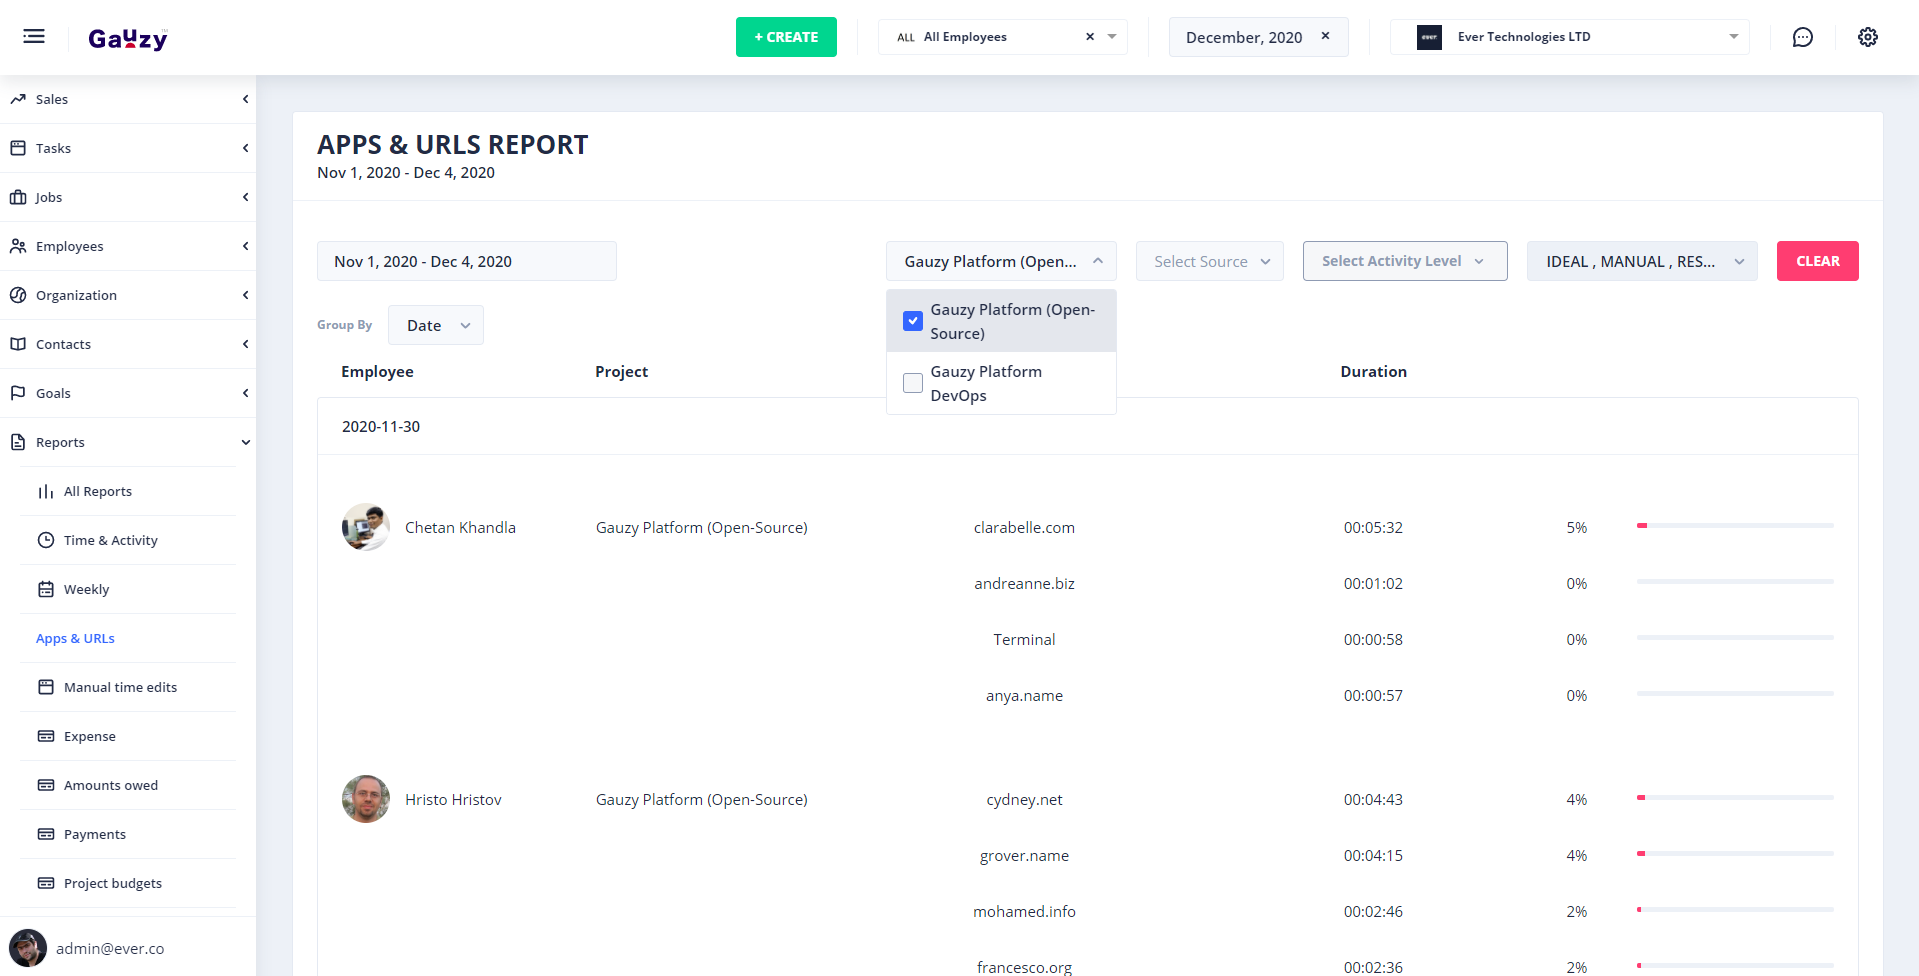 Gauzy
+ CREATE
ALL All Employees
December, 2020
ever
Ever Technologies LTD
Sales
Tasks
Jobs
Employees
Organization
Contacts
Goals
Reports
All Reports
Time & Activity
Weekly
Apps & URLs
Manual time edits
Expense
Amounts owed
Payments
Project budgets
admin@ever.co
APPS & URLS REPORT
Nov 1, 2020 - Dec 4, 2020
Nov 1, 2020 - Dec 4, 2020
Gauzy Platform (Open...
Select Source
Select Activity Level
IDEAL , MANUAL , RES...
CLEAR
Gauzy Platform (Open-
Source)
Gauzy Platform
DevOps
Group By
Date
Employee Project Duration
2020-11-30
Chetan Khandla Gauzy Platform (Open-Source) clarabelle.com 00:05:32 5%
andreanne.biz 00:01:02 0%
Terminal 00:00:58 0%
anya.name 00:00:57 0%
Hristo Hristov Gauzy Platform (Open-Source) cydney.net 00:04:43 4%
grover.name 00:04:15 4%
mohamed.info 00:02:46 2%
francesco.org 00:02:36 2%